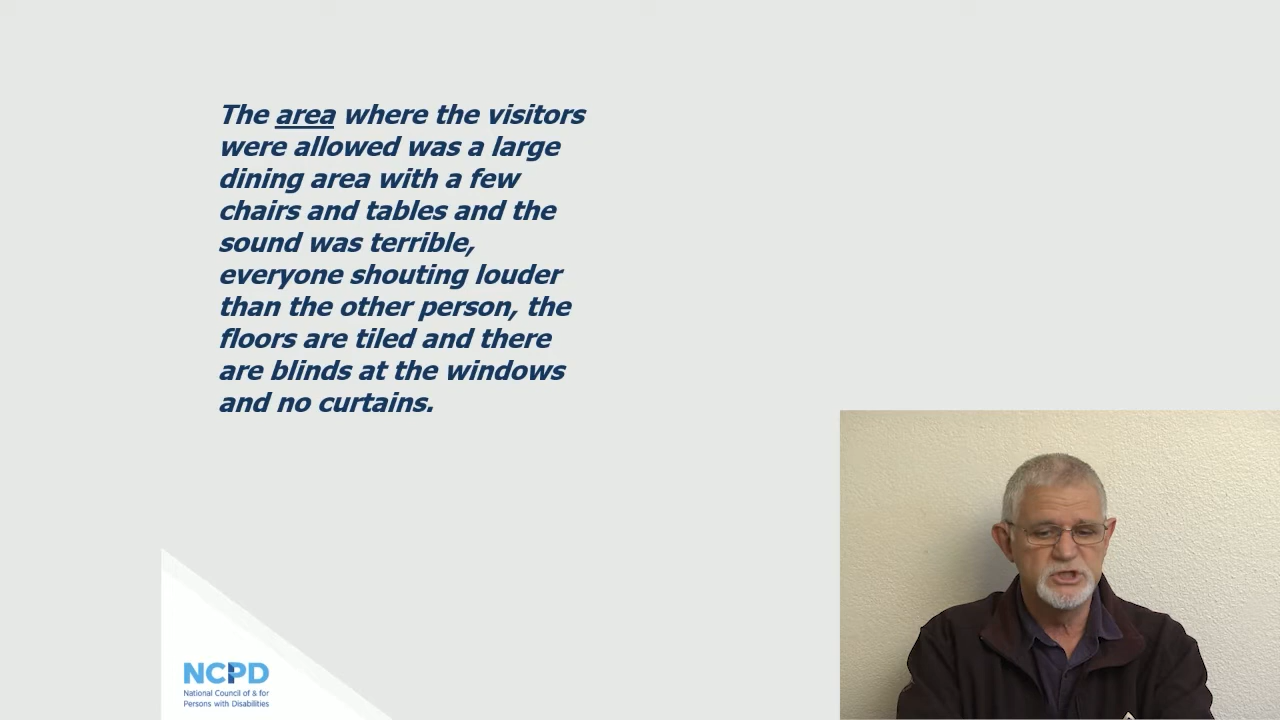 The area where the visitors
were allowed was a large
dining area with a few
chairs and tables and the
sound was terrible,
everyone shouting louder
than the other person, the
floors are tiled and there
are blinds at the windows
and no curtains.
NCPD
National Council of & for
Persons with Disabilities